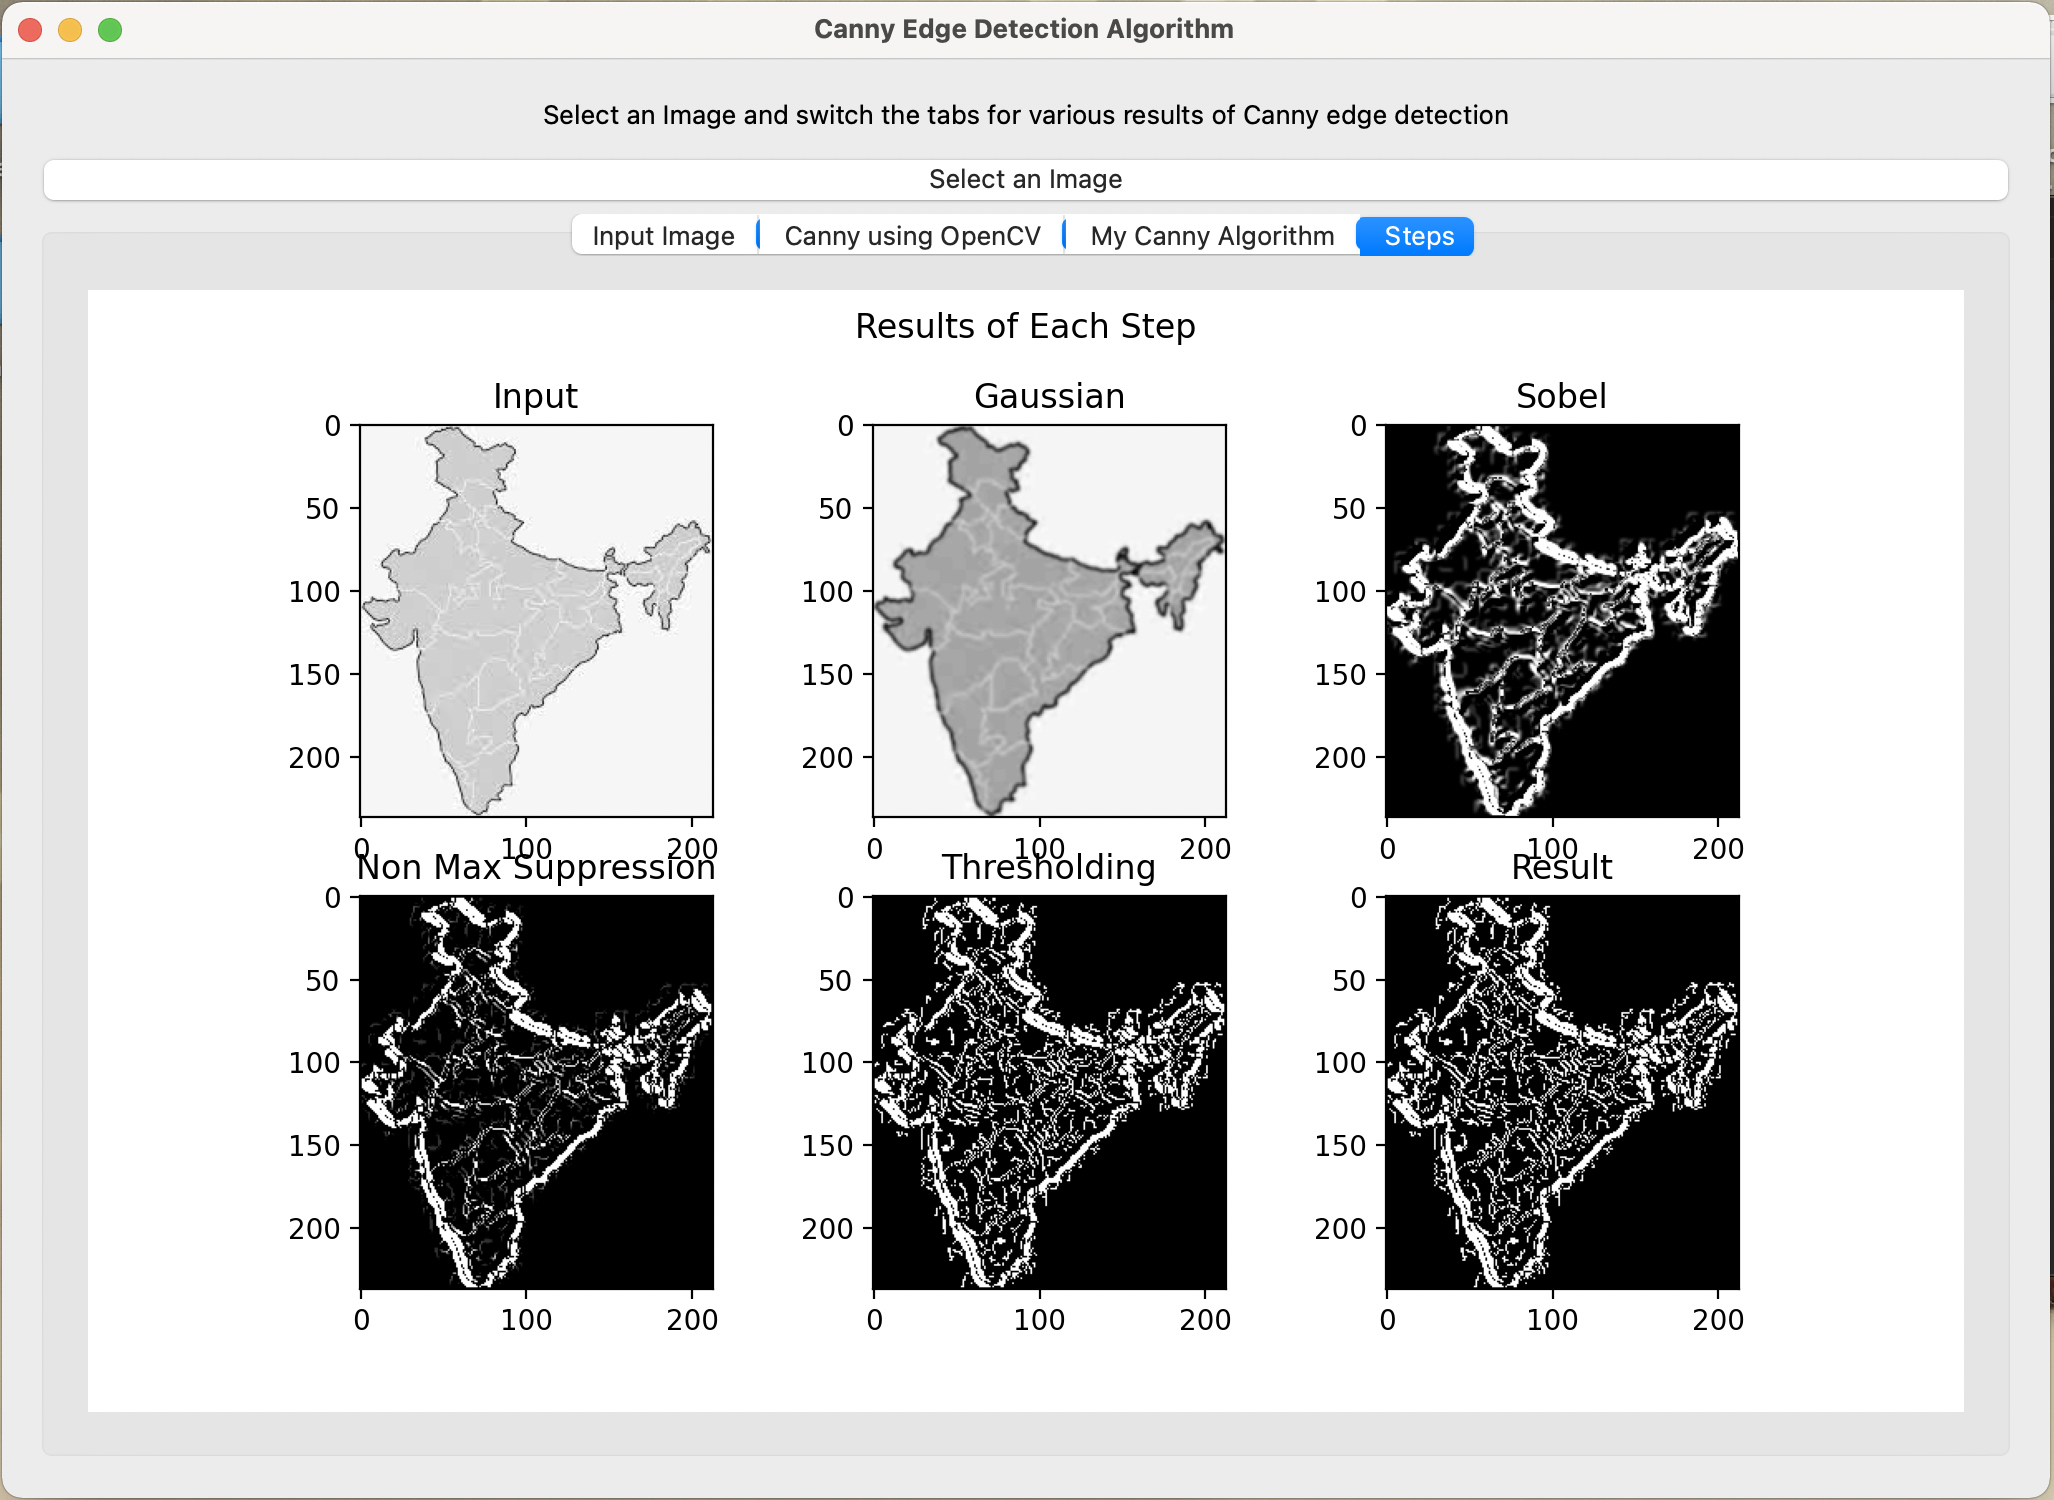 Canny Edge Detection Algorithm
Select an Image and switch the tabs for various results of Canny edge detection
Select an Image
Input Image Canny using OpenCV My Canny Algorithm Steps
Results of Each Step
Input Gaussian Sobel
0 0 0
50 50 50
100 100 100
150 150 150
200 200 200
0 100 200 0 100 200 0 100 200
Non Max Suppression Thresholding Result
0 0 0
50 50 50
100 100 100
150 150 150
200 200 200
0 100 200 0 100 200 0 100 200